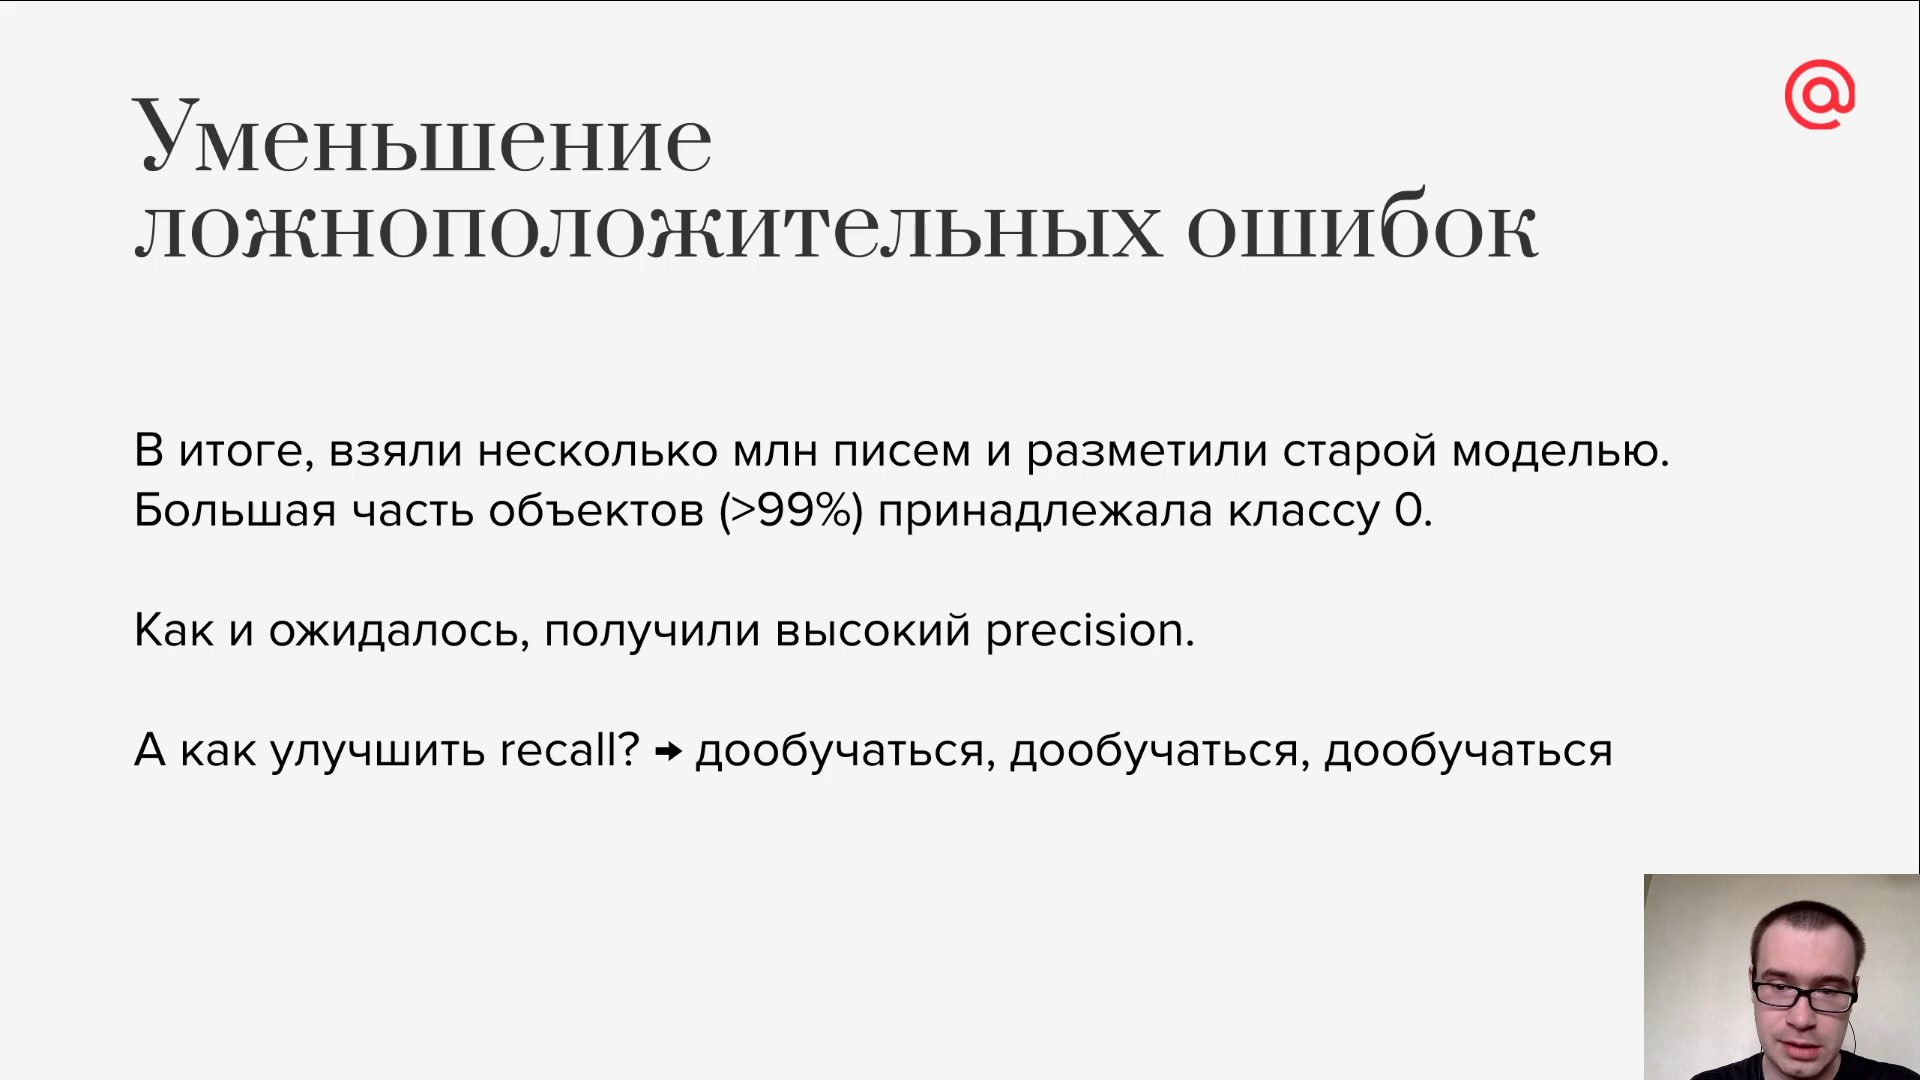 Уменьшение
ложноположительных ошибок
В итоге, взяли несколько млн писем и разметили старой моделью.
Большая часть объектов (>99%) принадлежала классу 0.
Как и ожидалось, получили высокий precision.
А как улучшить recall? → дообучаться, дообучаться, дообучаться